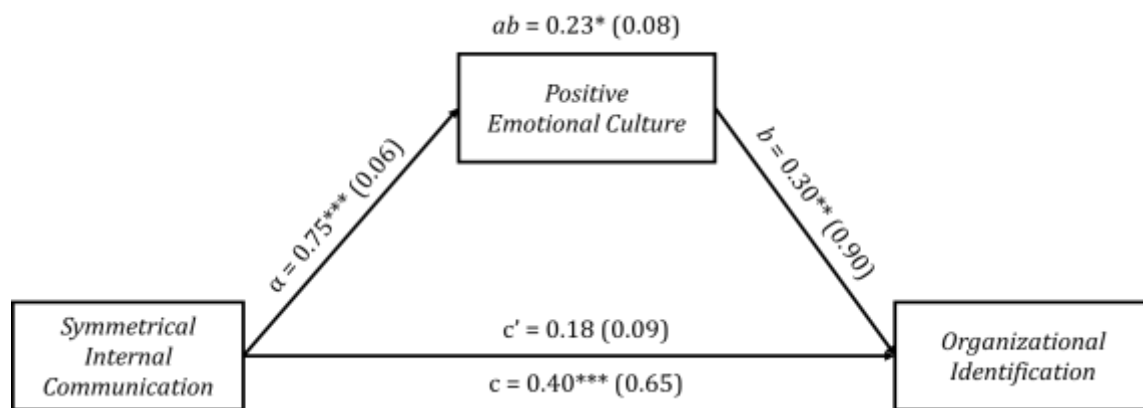 ab = 0.23* (0.08)
Positive
Emotional Culture
α = 0.75*** (0.06)
b = 0.30** (0.90)
Symmetrical
Internal
Communication
c' = 0.18 (0.09)
c = 0.40*** (0.65)
Organizational
Identification